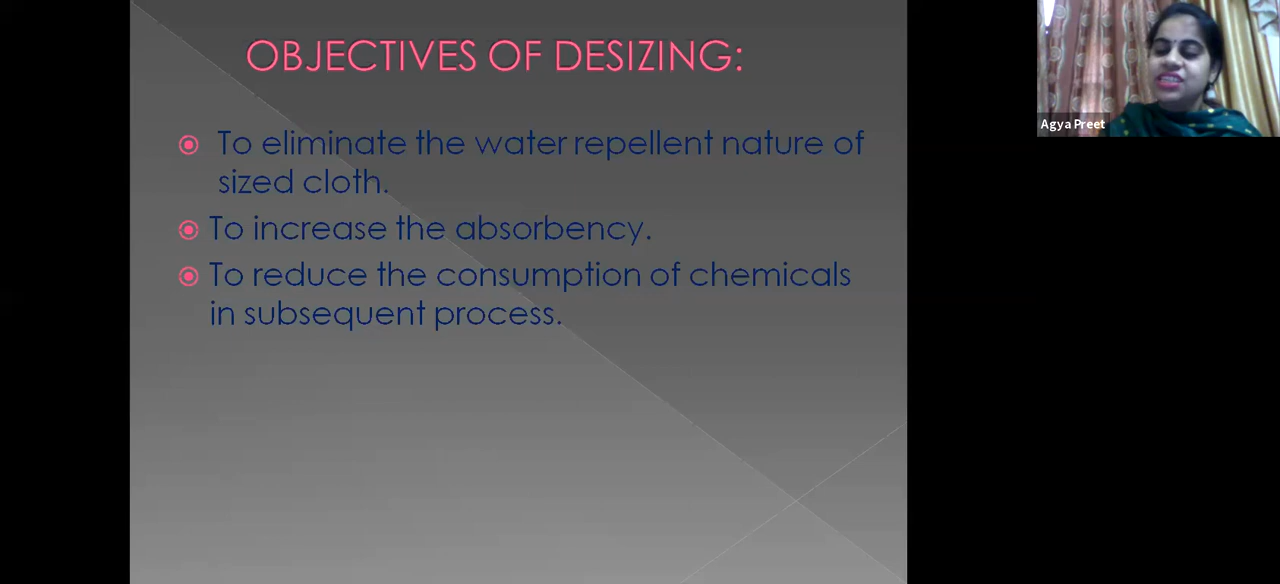 OBJECTIVES OF DESIZING:
To eliminate the water repellent nature of
sized cloth.
To increase the absorbency.
To reduce the consumption of chemicals
in subsequent process.
Agya Preet